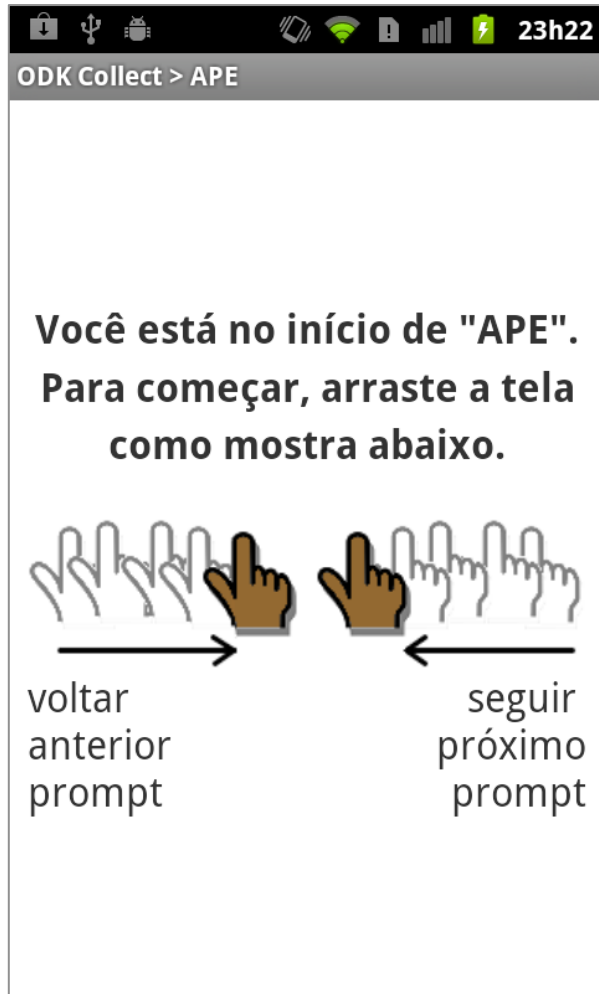 23h22
ODK Collect > APE
Você está no início de "APE".
Para começar, arraste a tela
como mostra abaixo.
voltar
anterior
prompt
seguir
próximo
prompt